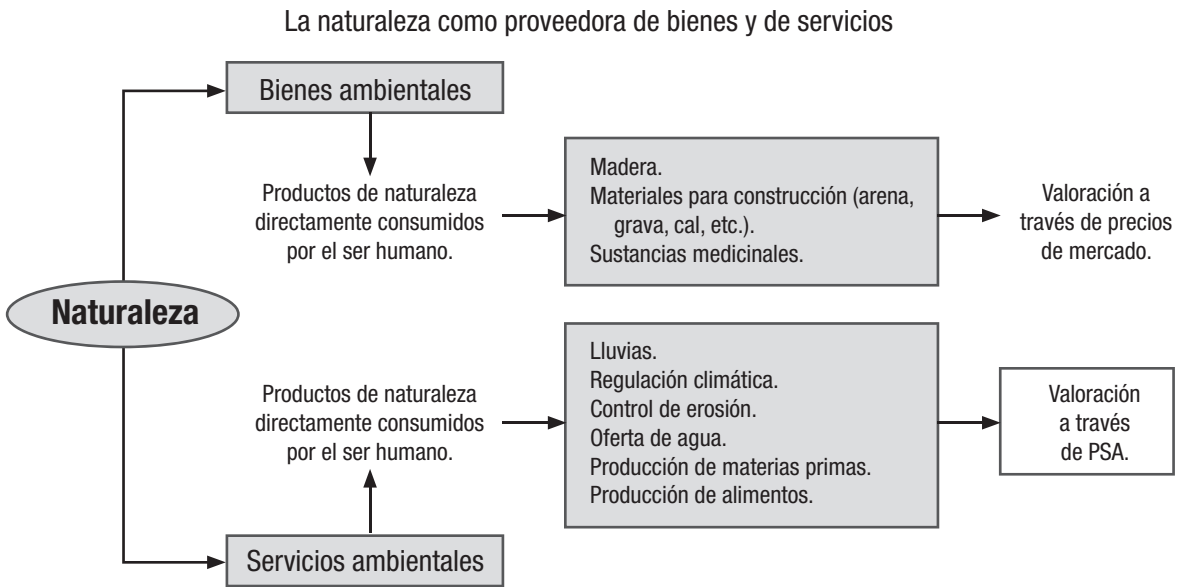 La naturaleza como proveedora de bienes y de servicios
Bienes ambientales
Productos de naturaleza
directamente consumidos
por el ser humano.
Madera.
Materiales para construcción (arena,
grava, cal, etc.).
Sustancias medicinales.
Valoración a
través de precios
de mercado.
Naturaleza
Productos de naturaleza
directamente consumidos
por el ser humano.
Lluvias.
Regulación climática.
Control de erosión.
Oferta de agua.
Producción de materias primas.
Producción de alimentos.
Valoración
a través
de PSA.
Servicios ambientales